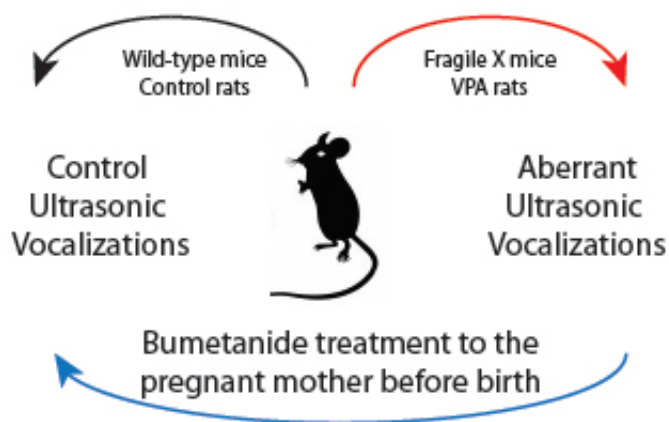 Wild-type mice
Control rats
Fragile X mice
VPA rats
Control
Ultrasonic
Vocalizations
Aberrant
Ultrasonic
Vocalizations
Bumetanide treatment to the
pregnant mother before birth